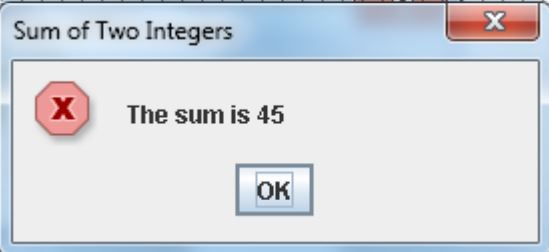 Sum of Two Integers
The sum is 45
OK